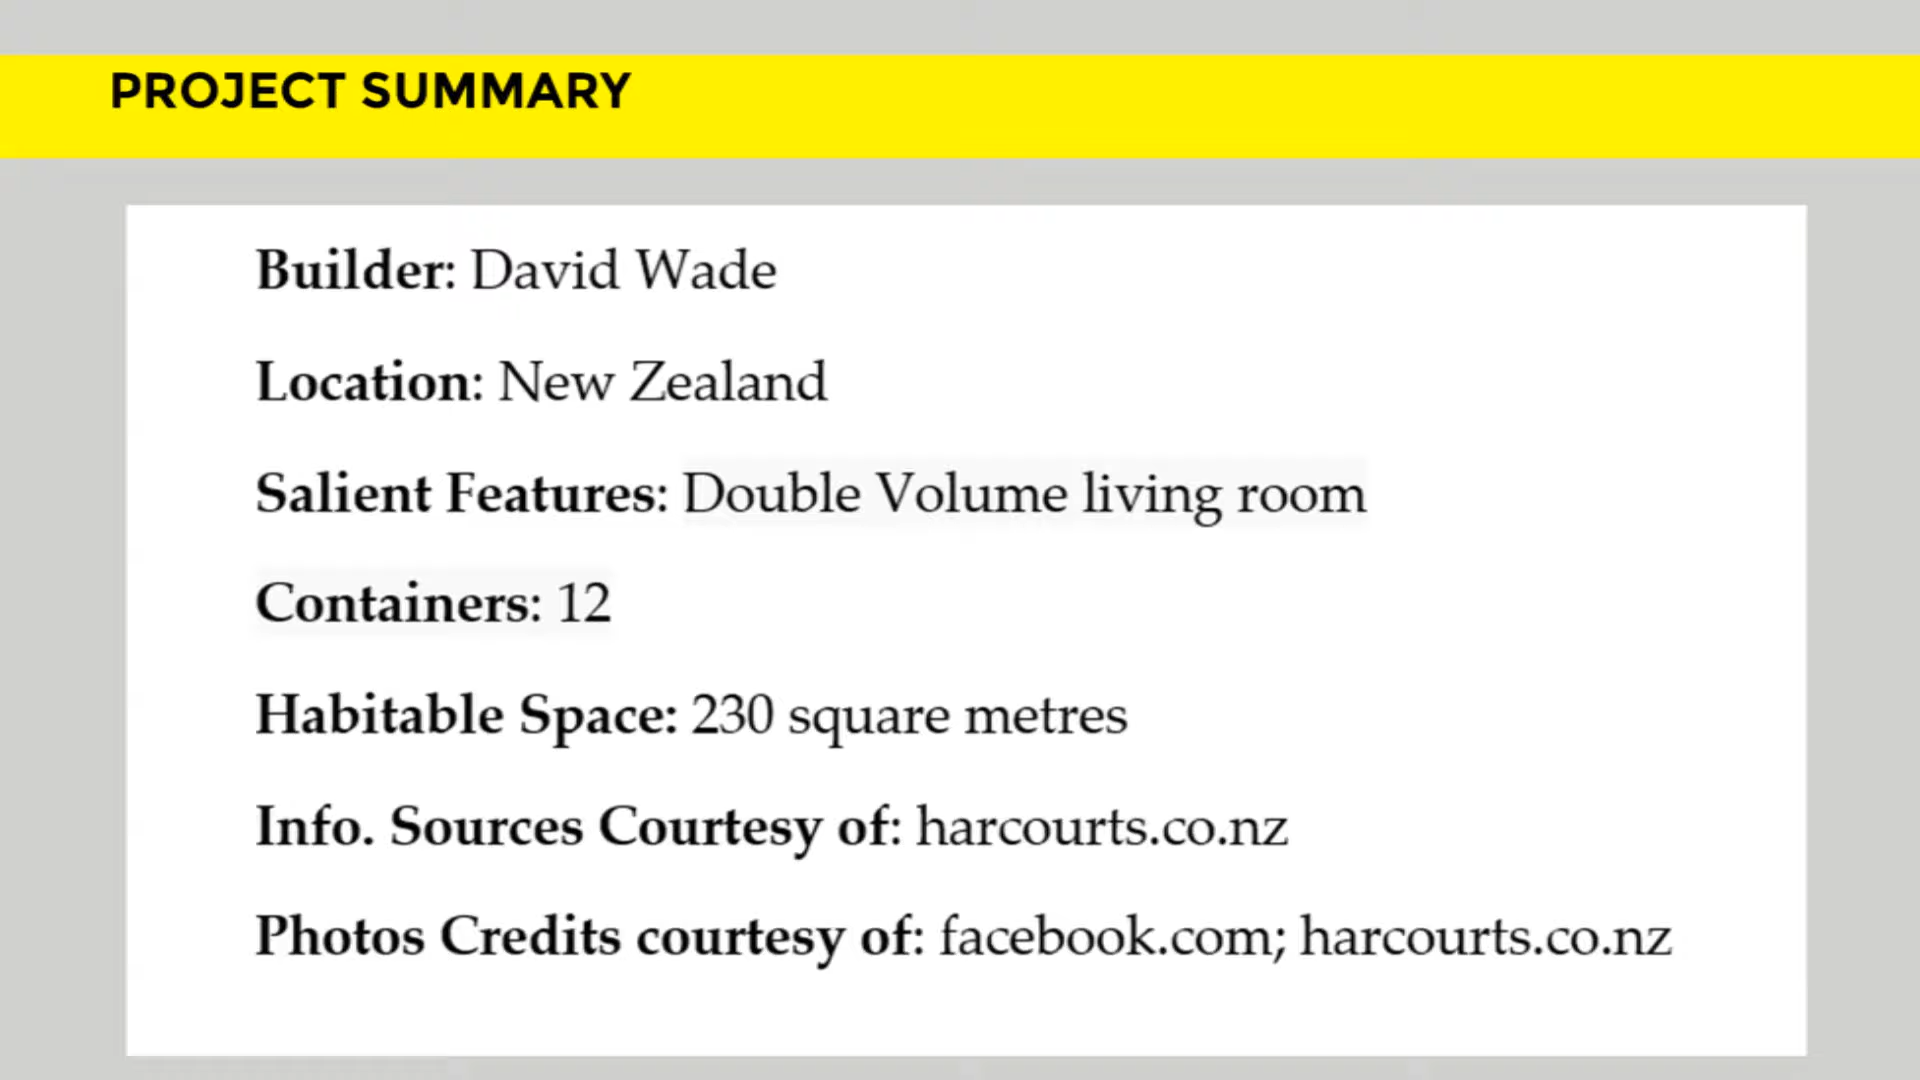 PROJECT SUMMARY
Builder: David Wade
Location: New Zealand
Salient Features: Double Volume living room
Containers: 12
Habitable Space: 230 square metres
Info. Sources Courtesy of: harcourts.co.nz
Photos Credits courtesy of: facebook.com; harcourts.co.nz